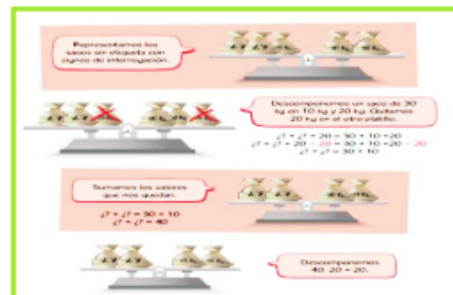 Representamos los
sacos sin etiqueta con
signos de interrogación.
Descomponemos un saco de 30
kg en 10 kg y 20 kg. Quitamos
20 kg en el otro platillo.
¿? + ¿? + 20 = 30 + 10 +20
¿? + ¿? + 20 - 20 = 30 + 10 +20 - 20
¿? + ¿? = 30 + 10
Sumamos los valores
que nos quedan.
¿? + ¿? = 30 + 10
¿? + ¿? = 40
Descomponemos
40: 20 + 20.